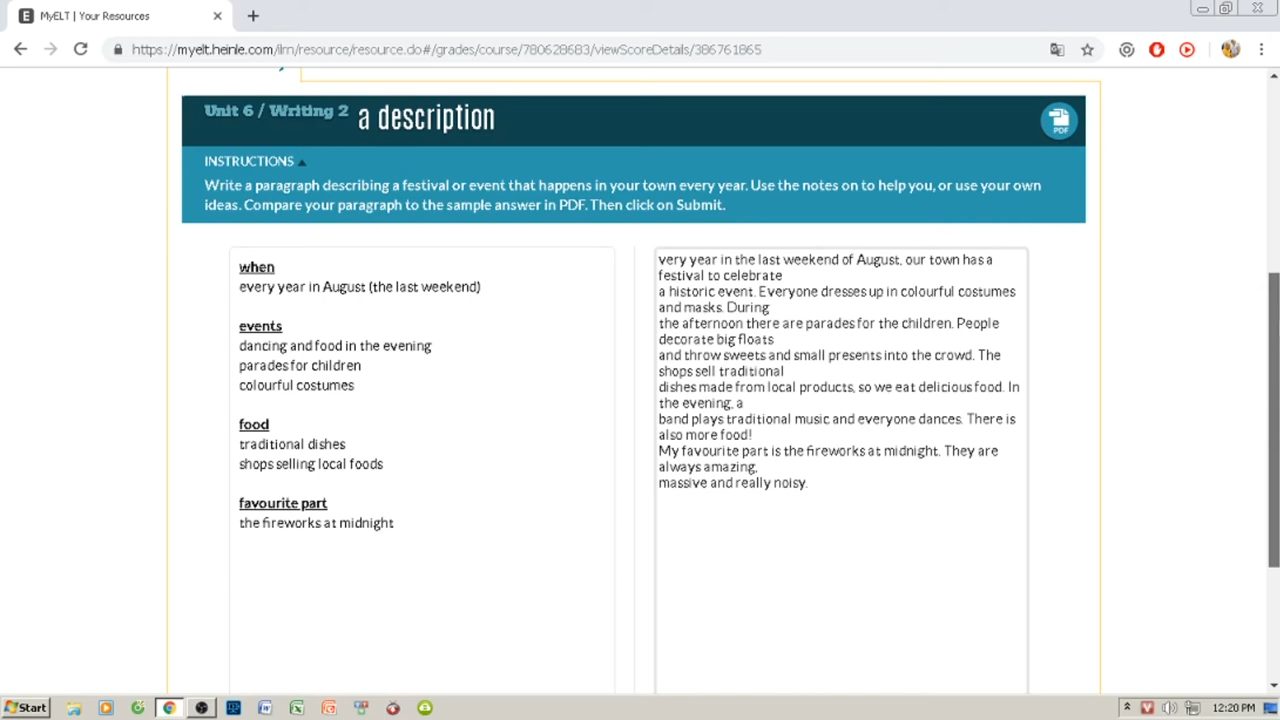 MyELT | Your Resources
https://myelt.heinle.com/ilrn/resource/resource.do#/grades/course/780628683/viewScoreDetails/386761865
Unit 6 / Writing 2 a description
PDF
INSTRUCTIONS
Write a paragraph describing a festival or event that happens in your town every year. Use the notes on to help you, or use your own
ideas. Compare your paragraph to the sample answer in PDF. Then click on Submit.
when
every year in August (the last weekend)
events
dancing and food in the evening
parades for children
colourful costumes
food
traditional dishes
shops selling local foods
favourite part
the fireworks at midnight
very year in the last weekend of August, our town has a
festival to celebrate
a historic event. Everyone dresses up in colourful costumes
and masks. During
the afternoon there are parades for the children. People
decorate big floats
and throw sweets and small presents into the crowd. The
shops sell traditional
dishes made from local products, so we eat delicious food. In
the evening, a
band plays traditional music and everyone dances. There is
also more food!
My favourite part is the fireworks at midnight. They are
always amazing,
massive and really noisy.
Start
12:20 PM